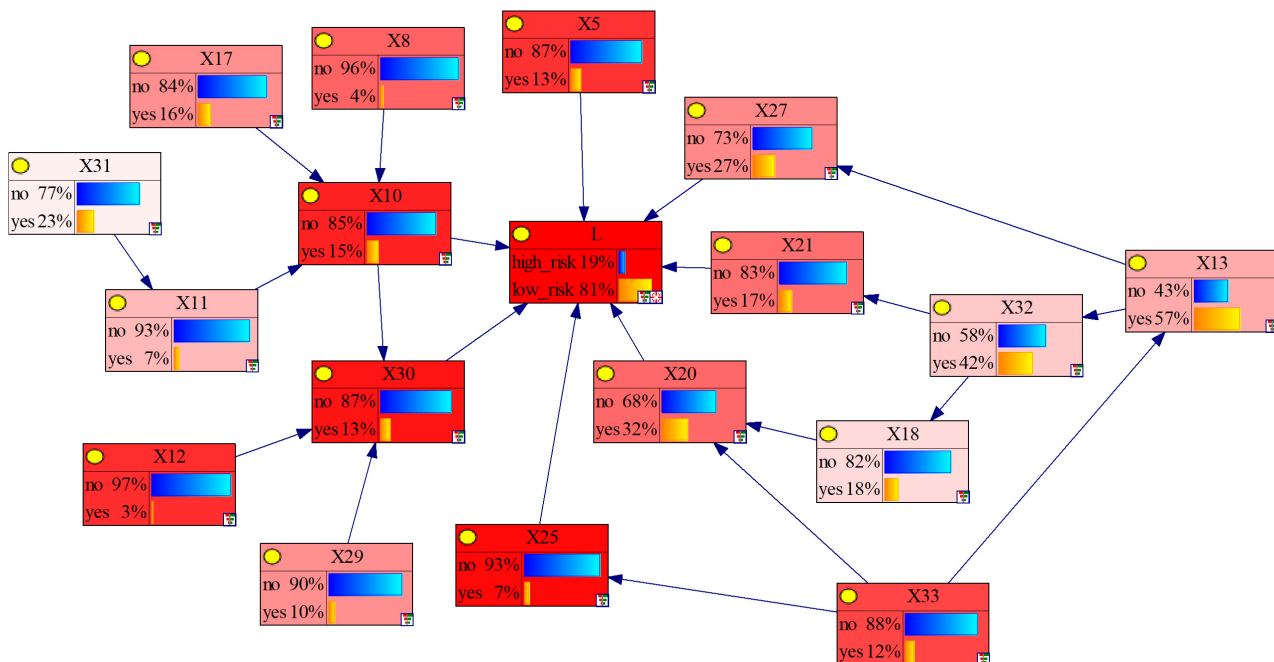 X5
no 87%
yes 13%
X8
no 96%
yes 4%
X17
no 84%
yes 16%
X27
no 73%
yes 27%
X31
no 77%
yes 23%
X10
no 85%
yes 15%
L
high_risk 19%
low_risk 81%
X21
no 83%
yes 17%
X13
no 43%
yes 57%
X11
no 93%
yes 7%
X32
no 58%
yes 42%
X30
no 87%
yes 13%
X20
no 68%
yes 32%
X18
no 82%
yes 18%
X12
no 97%
yes 3%
X25
no 93%
yes 7%
X29
no 90%
yes 10%
X33
no 88%
yes 12%